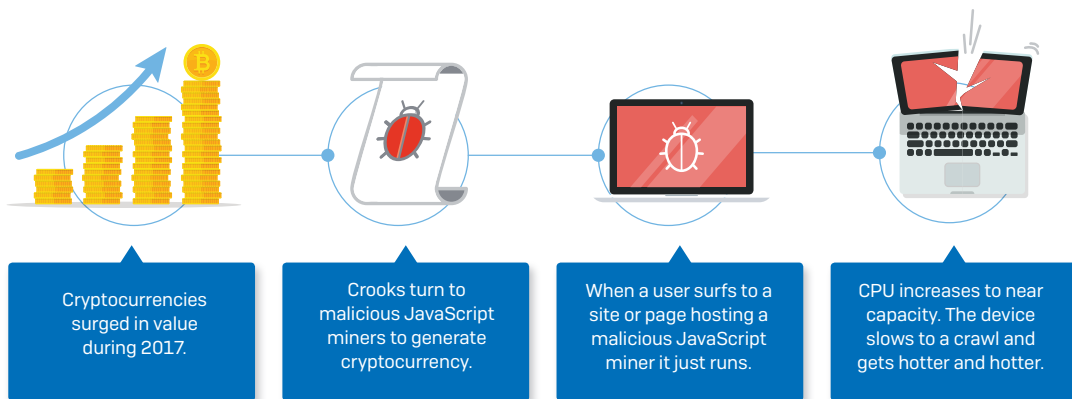 Cryptocurrencies
surged in value
during 2017.
Crooks turn to
malicious JavaScript
miners to generate
cryptocurrency.
When a user surfs to a
site or page hosting a
malicious JavaScript
miner it just runs.
CPU increases to near
capacity. The device
slows to a crawl and
gets hotter and hotter.